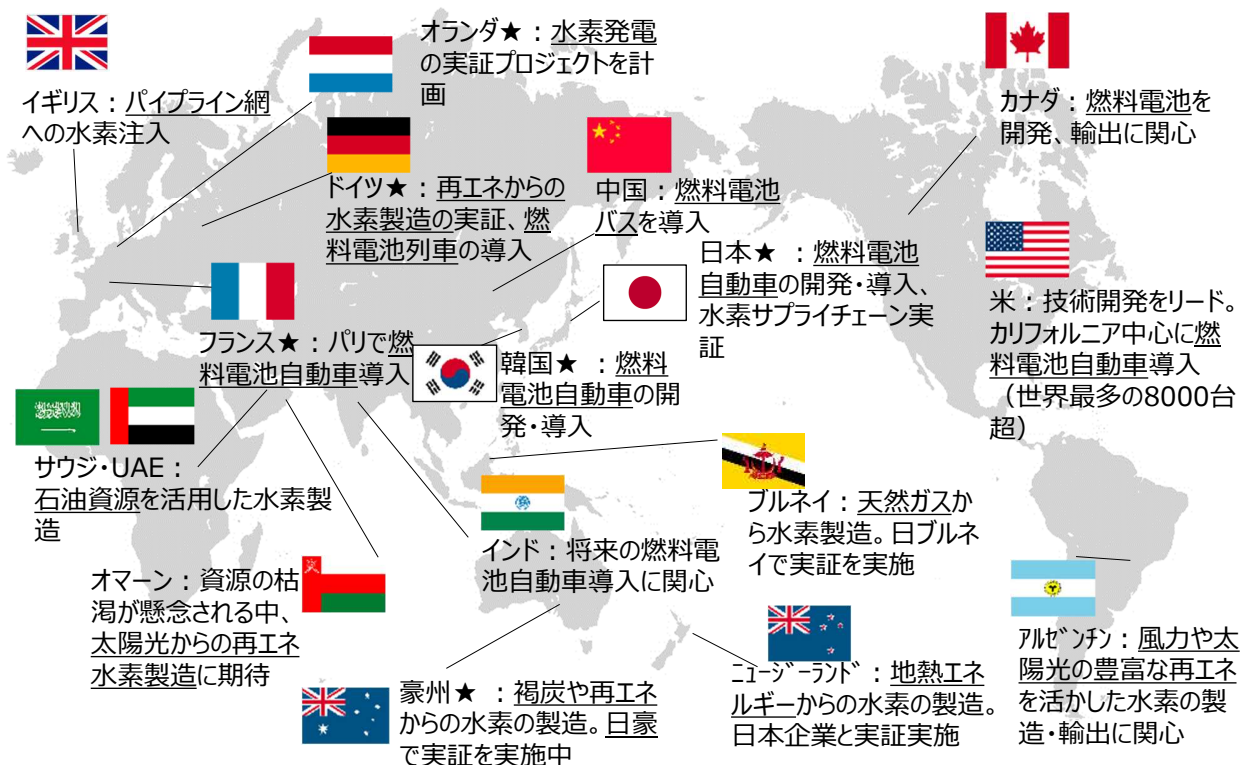 オランダ★：水素発電
の実証プロジェクトを計
画
イギリス：パイプライン網
への水素注入
カナダ：燃料電池を
開発、輸出に関心
ドイツ★：再エネからの
水素製造の実証、燃
料電池列車の導入
中国：燃料電池
バスを導入
日本★：燃料電池
自動車の開発・導入、
水素サプライチェーン実
証
米：技術開発をリード。
カリフォルニア中心に燃
料電池自動車導入
（世界最多の8000台
超）
フランス★：パリで燃
料電池自動車導入
韓国★：燃料
電池自動車の開
発・導入
サウジ・UAE：
石油資源を活用した水素製
造
インド：将来の燃料電
池自動車導入に関心
ブルネイ：天然ガスか
ら水素製造。日ブルネ
イで実証を実施
オマーン：資源の枯
渇が懸念される中、
太陽光からの再エネ
水素製造に期待
豪州★：褐炭や再エネ
からの水素の製造。日豪
で実証を実施中
ﾆｭｰｼﾞｰﾗﾝﾄﾞ：地熱エネ
ルギーからの水素の製造。
日本企業と実証実施
ｱﾙｾﾞﾝﾁﾝ：風力や太
陽光の豊富な再エネ
を活かした水素の製
造・輸出に関心